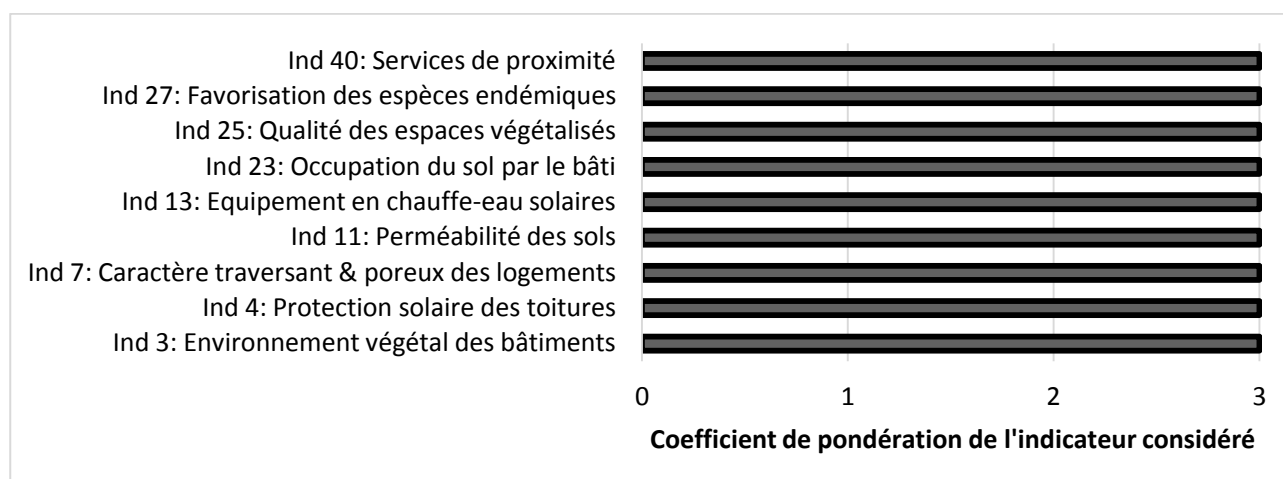 Ind 40: Services de proximité
Ind 27: Favorisation des espèces endémiques
Ind 25: Qualité des espaces végétalisés
Ind 23: Occupation du sol par le bâti
Ind 13: Equipement en chauffe-eau solaires
Ind 11: Perméabilité des sols
Ind 7: Caractère traversant & poreux des logements
Ind 4: Protection solaire des toitures
Ind 3: Environnement végétal des bâtiments
0 1 2 3
Coefficient de pondération de l'indicateur considéré